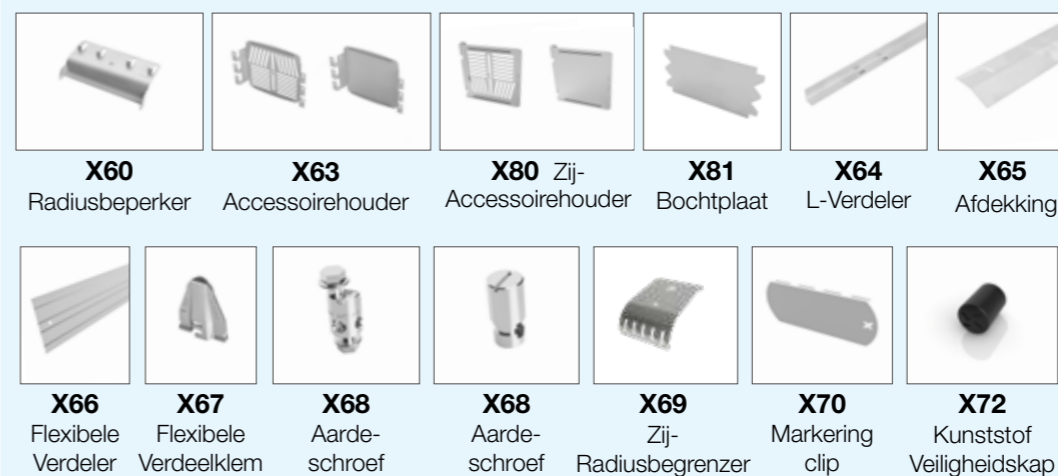 X60
Radiusbeperker
X63
Accessoirehouder
X80 Zij-
Accessoirehouder
X81
Bochtplaat
X64
L-Verdeler
X65
Afdekking
X66
Flexibele
Verdeler
X67
Flexibele
Verdeelklem
X68
Aarde-
schroef
X68
Aarde-
schroef
X69
Zij-
Radiusbegrenzer
X70
Markering
clip
X72
Kunststof
Veiligheidskap